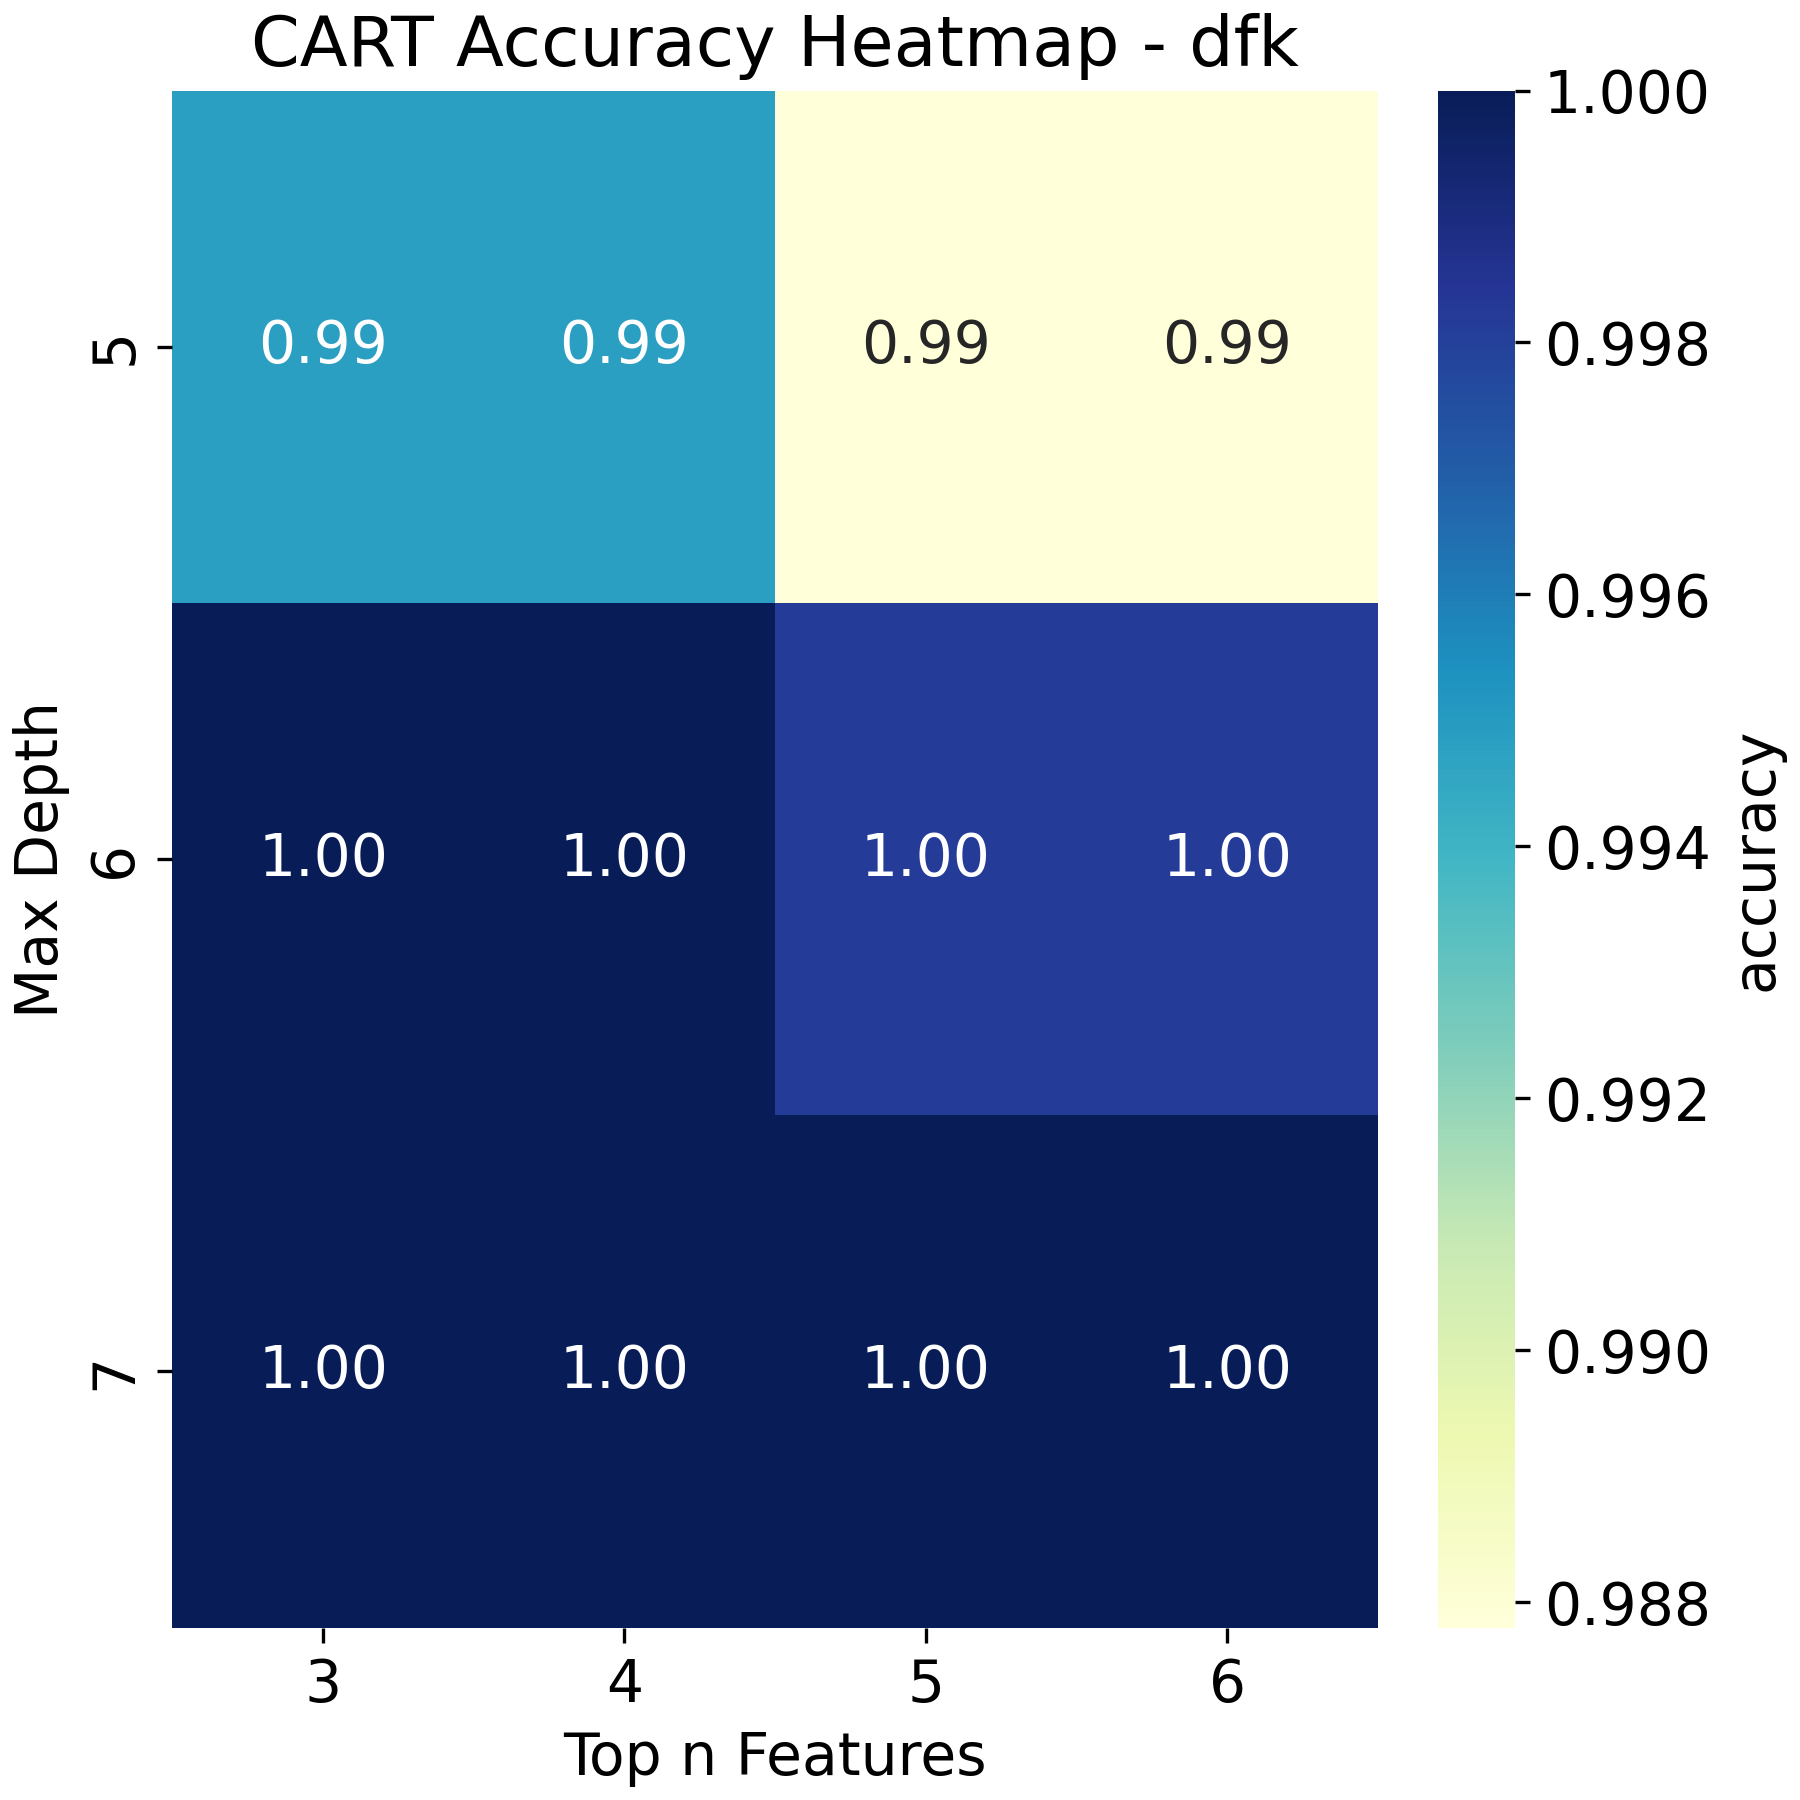 CART Accuracy Heatmap - dfk
1.000
0.998
0.996
0.994
0.992
0.990
0.988
accuracy
Max Depth
5
0.99 0.99 0.99 0.99
6
1.00 1.00 1.00 1.00
7
1.00 1.00 1.00 1.00
3 4 5 6
Top n Features